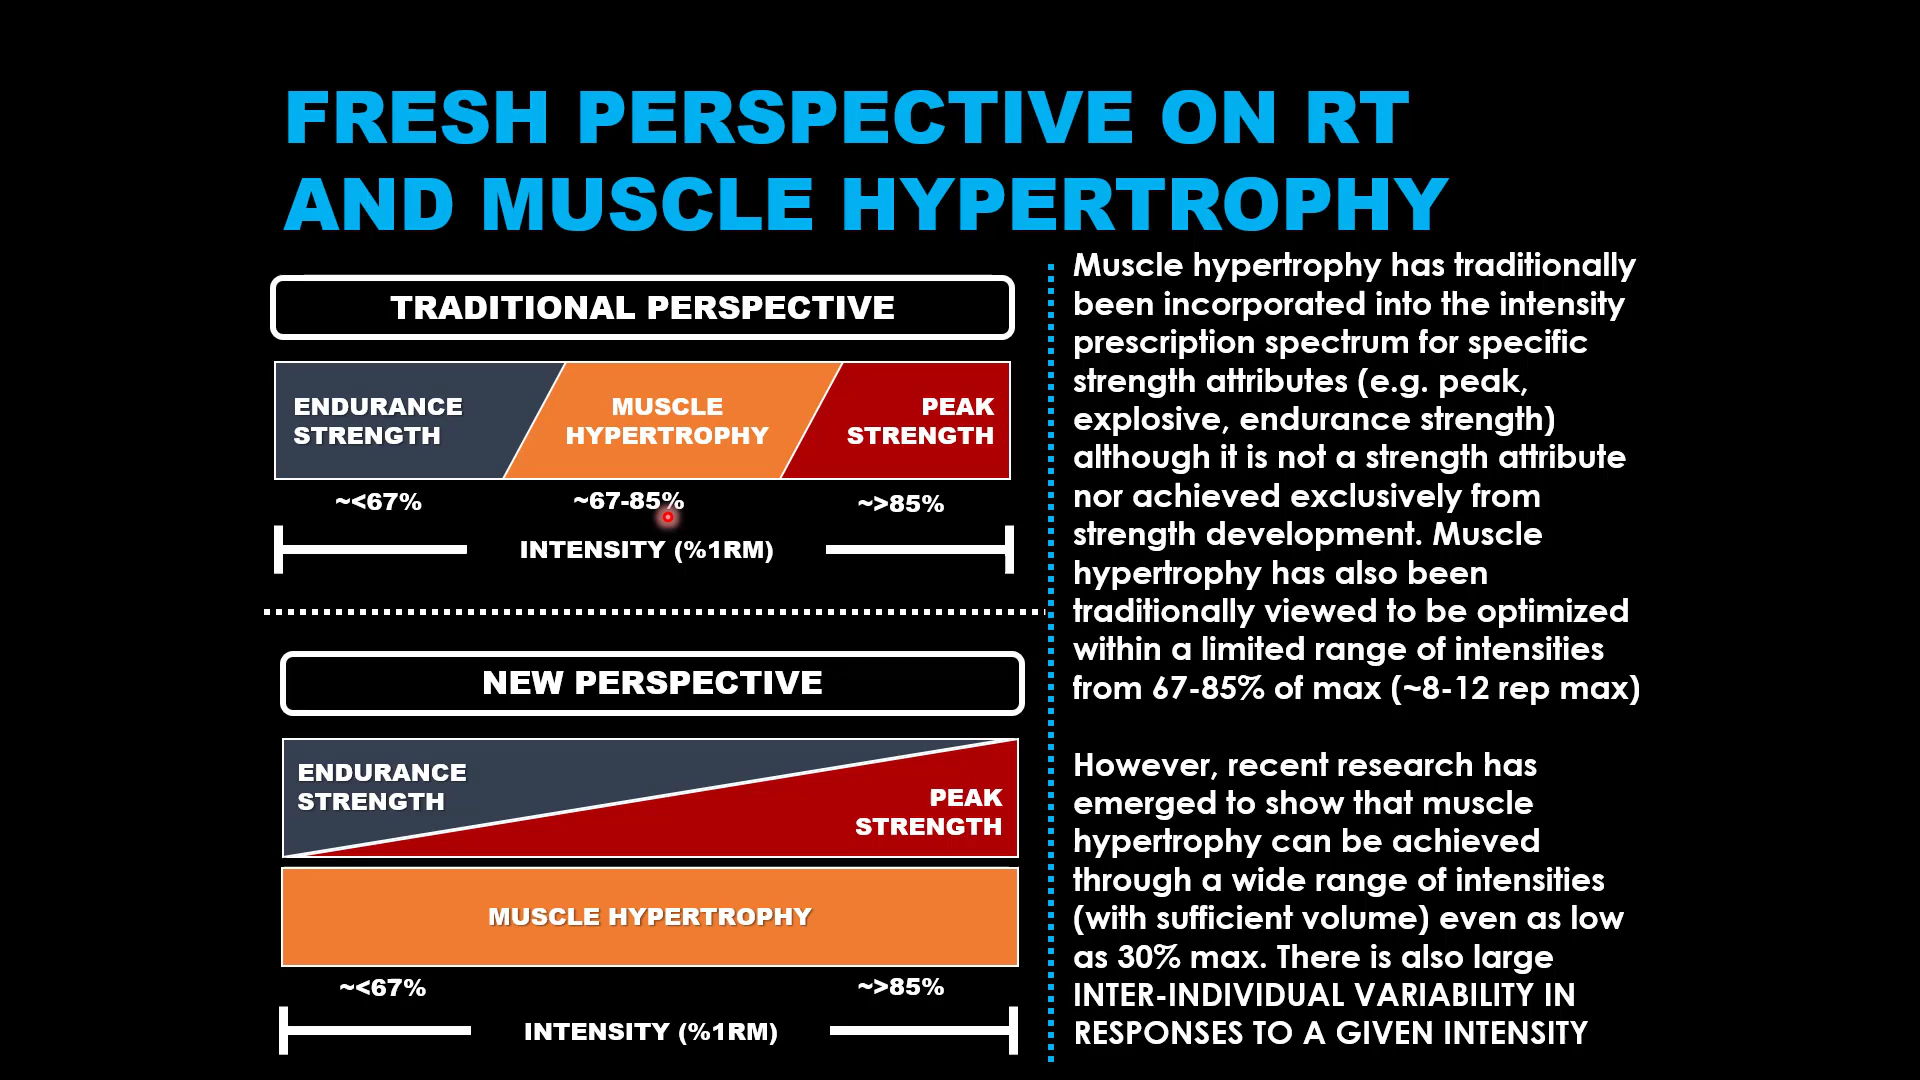 FRESH PERSPECTIVE ON RT
AND MUSCLE HYPERTROPHY
TRADITIONAL PERSPECTIVE
ENDURANCE
STRENGTH
MUSCLE
HYPERTROPHY
PEAK
STRENGTH
~<67%
~67-85%
~>85%
INTENSITY (%1RM)
NEW PERSPECTIVE
ENDURANCE
STRENGTH
PEAK
STRENGTH
MUSCLE HYPERTROPHY
~<67%
~>85%
INTENSITY (%1RM)
Muscle hypertrophy has traditionally
been incorporated into the intensity
prescription spectrum for specific
strength attributes (e.g. peak,
explosive, endurance strength)
although it is not a strength attribute
nor achieved exclusively from
strength development. Muscle
hypertrophy has also been
traditionally viewed to be optimized
within a limited range of intensities
from 67-85% of max (~8-12 rep max)
However, recent research has
emerged to show that muscle
hypertrophy can be achieved
through a wide range of intensities
(with sufficient volume) even as low
as 30% max. There is also large
INTER-INDIVIDUAL VARIABILITY IN
RESPONSES TO A GIVEN INTENSITY